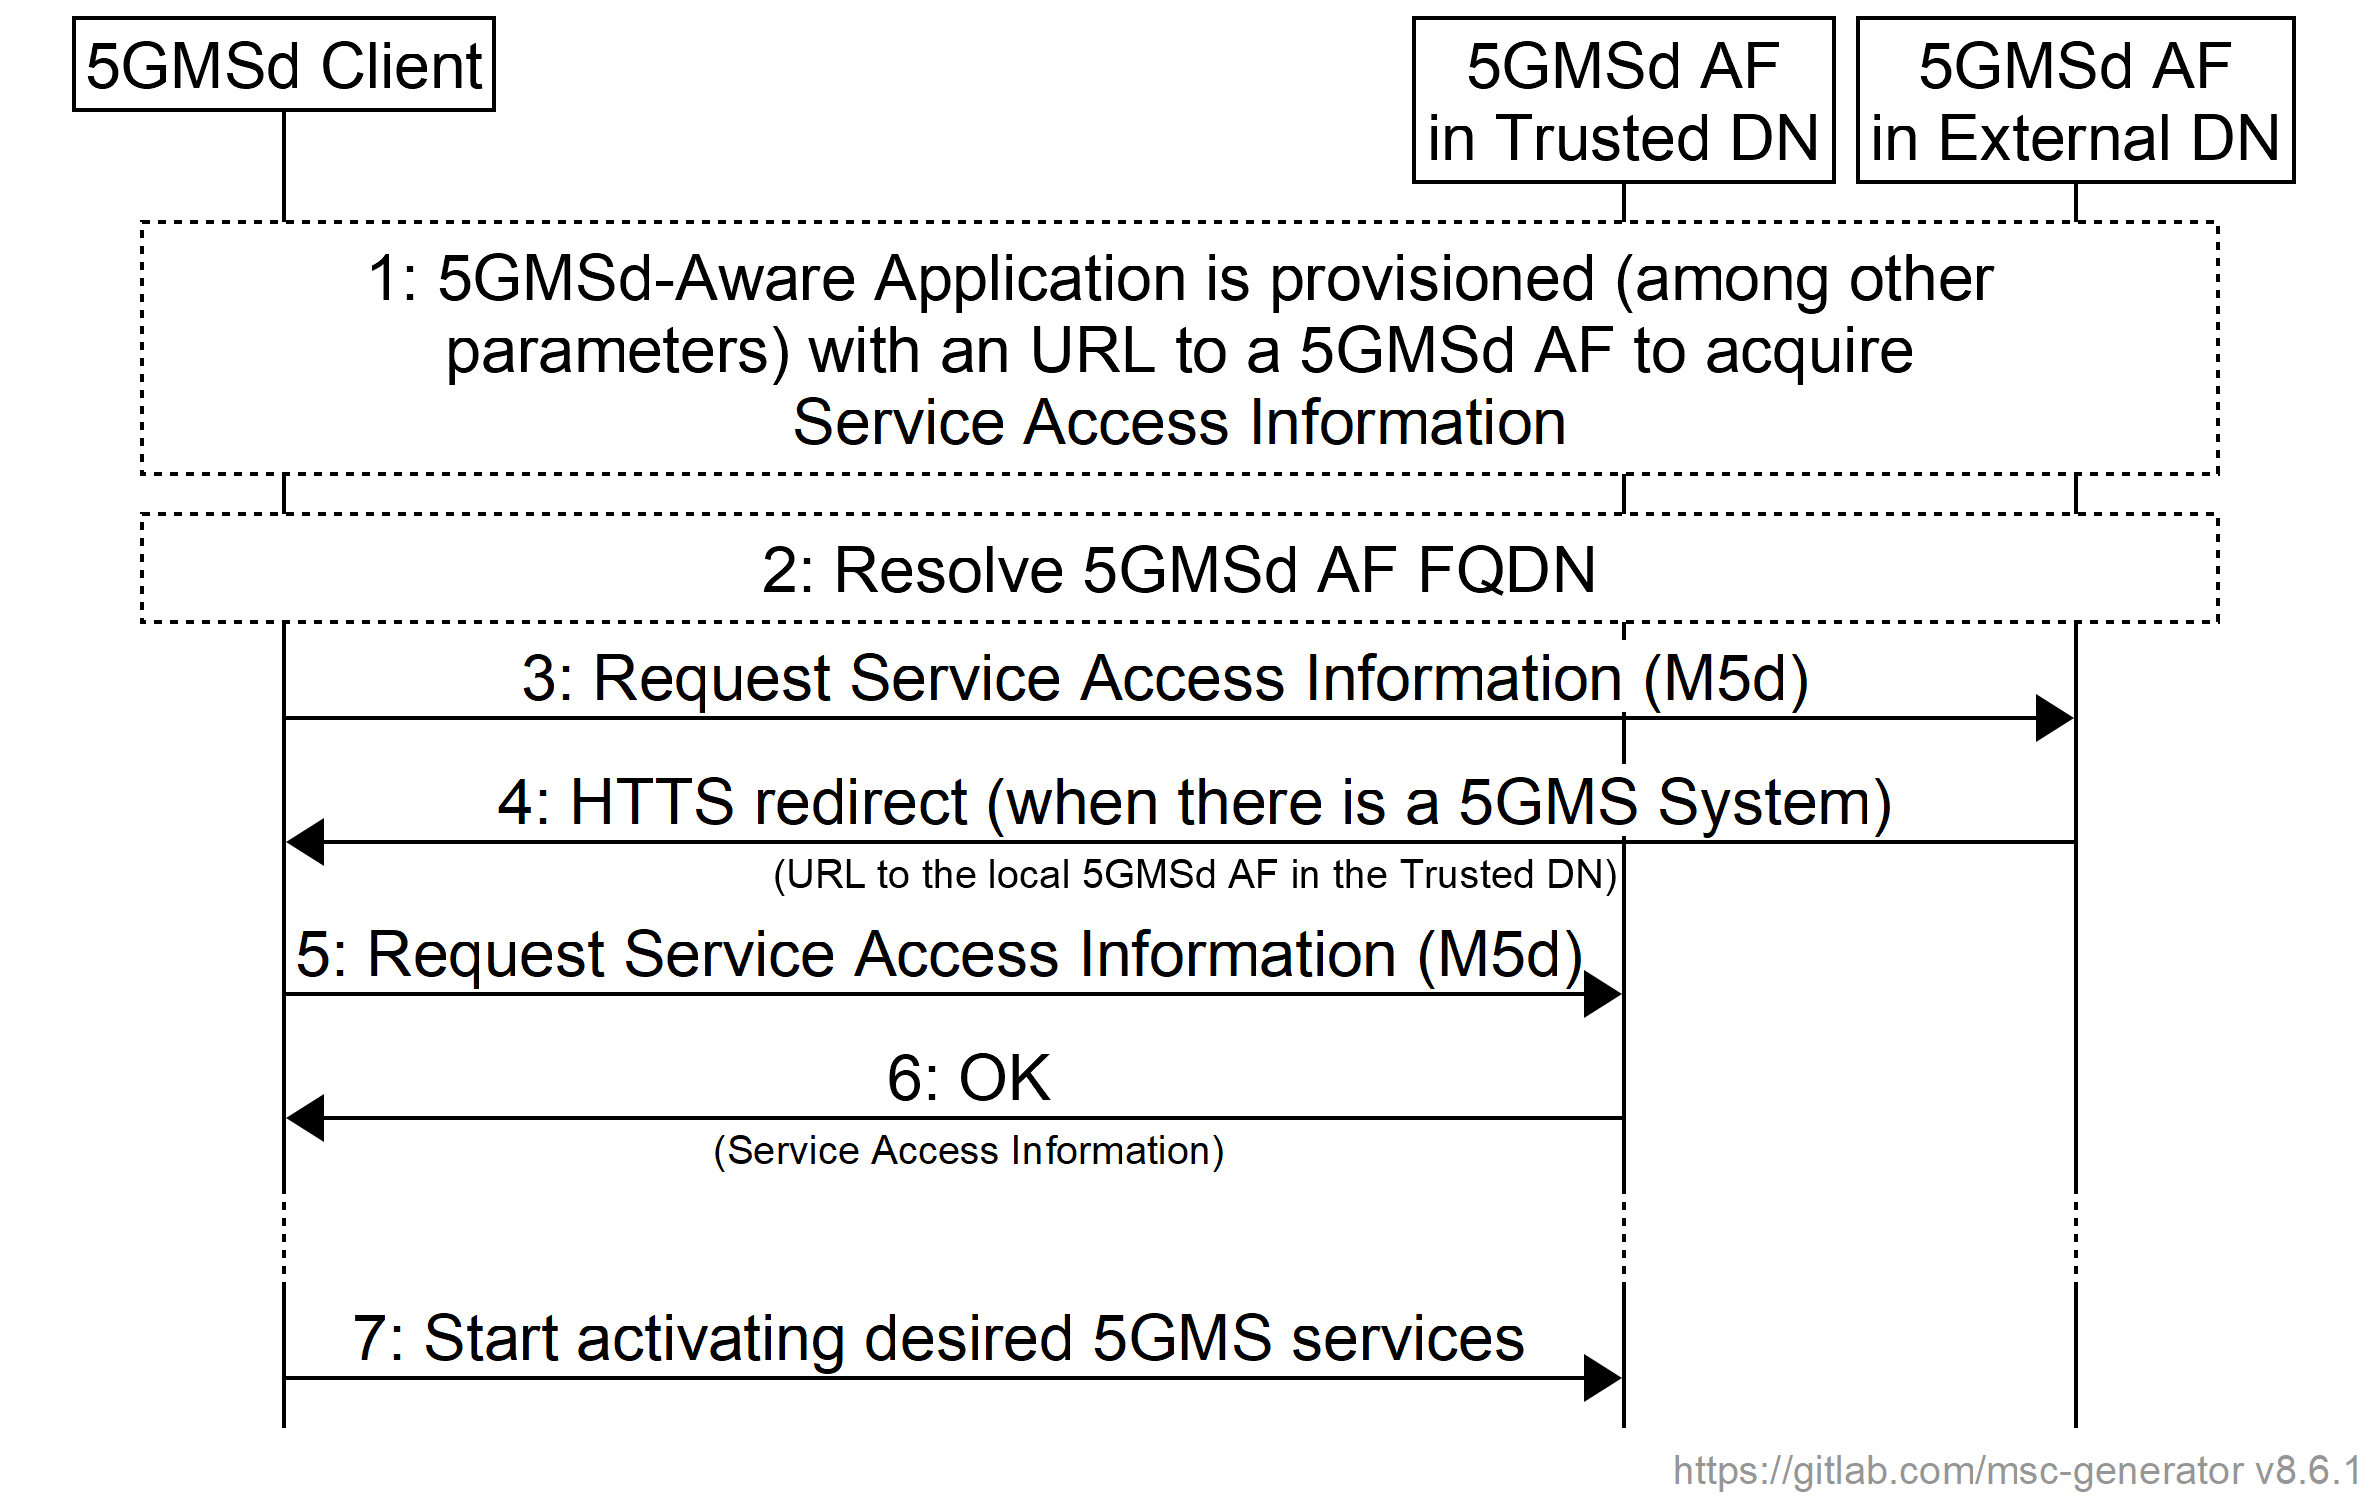 5GMSd Client
5GMSd AF
in Trusted DN
5GMSd AF
in External DN
1: 5GMSd-Aware Application is provisioned (among other
parameters) with an URL to a 5GMSd AF to acquire
Service Access Information
2: Resolve 5GMSd AF FQDN
3: Request Service Access Information (M5d)
4: HTTS redirect (when there is a 5GMS System)
(URL to the local 5GMSd AF in the Trusted DN)
5: Request Service Access Information (M5d)
6: OK
(Service Access Information)
7: Start activating desired 5GMS services
https://gitlab.com/msc-generator v8.6.1